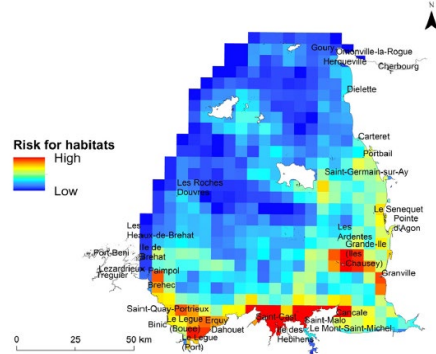 N
Goury
Omonville-la-Rogue
Herqueville
Cherbourg
Dielette
Carteret
Portbail
Risk for habitats
High
Low
Saint-Germain-sur-Ay
Les Roches
Douvres
Le Senequet
Pointe
d'Agon
Les
Heaux-de-Brehat
Les
Ardentes
Grande-Ile
(Iles
Chausey)
Port-Beni
Ile de
Brehat
Lezardrieux
Paimpol
Treguier
Granville
Brehec
Saint-Quay-Portrieux
Cancale
Le Legue
(Bouee)
Erquy
Saint-Cast
Saint-Malo
Binic
Dahouet
Ile des
Hebihens
Le Mont-Saint-Michel
Le Legue
(Port)
0 25 50 km